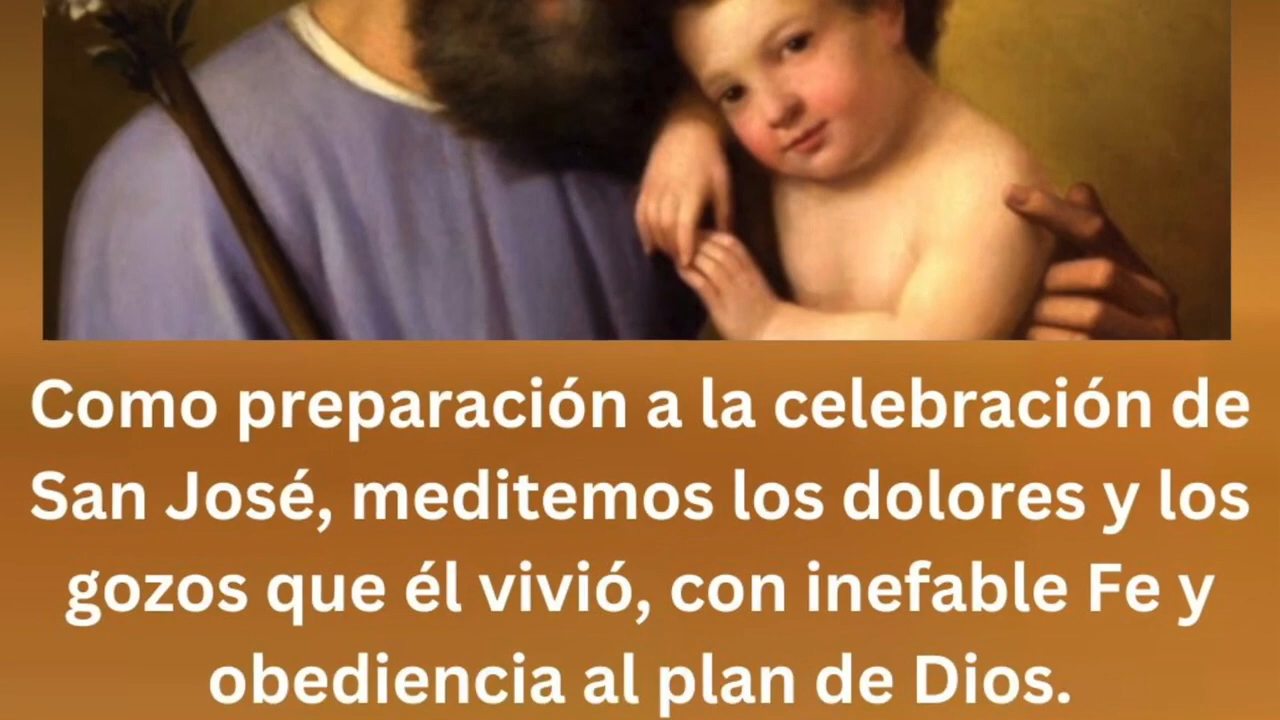 Como preparación a la celebración de
San José, meditemos los dolores y los
gozos que él vivió, con inefable Fe y
obediencia al plan de Dios.